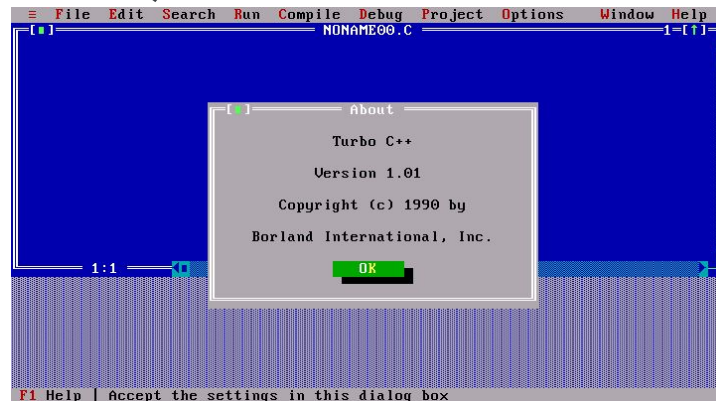 ≡ File Edit Search Run Compile Debug Project Options Window Help
[■] NONAME00.C 1=[↑]
[■] About
Turbo C++
Version 1.01
Copyright (c) 1990 by
Borland International, Inc.
OK
1:1
F1 Help | Accept the settings in this dialog box